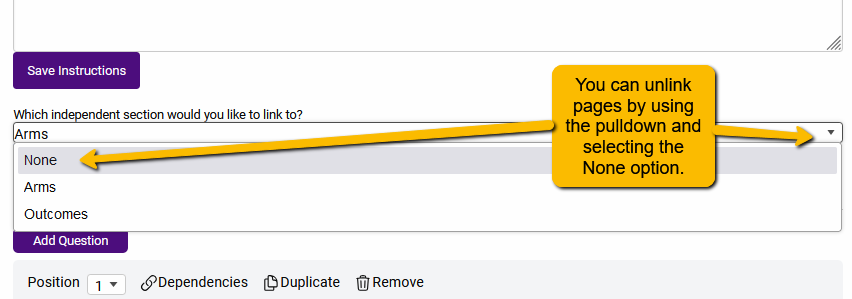 Save Instructions
Which independent section would you like to link to?
Arms
None
Arms
Outcomes
You can unlink
pages by using
the pulldown and
selecting the
None option.
Add Question
Position 1 Dependencies Duplicate Remove